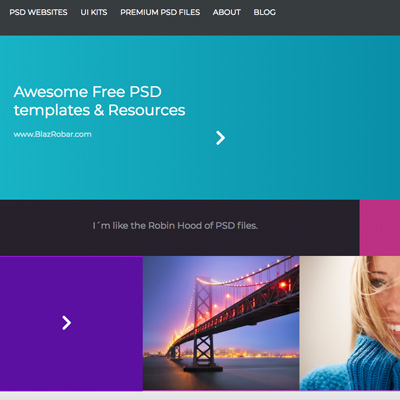 PSD WEBSITES UI KITS PREMIUM PSD FILES ABOUT BLOG
Awesome Free PSD
templates & Resources
www.BlazRobar.com
I´m like the Robin Hood of PSD files.